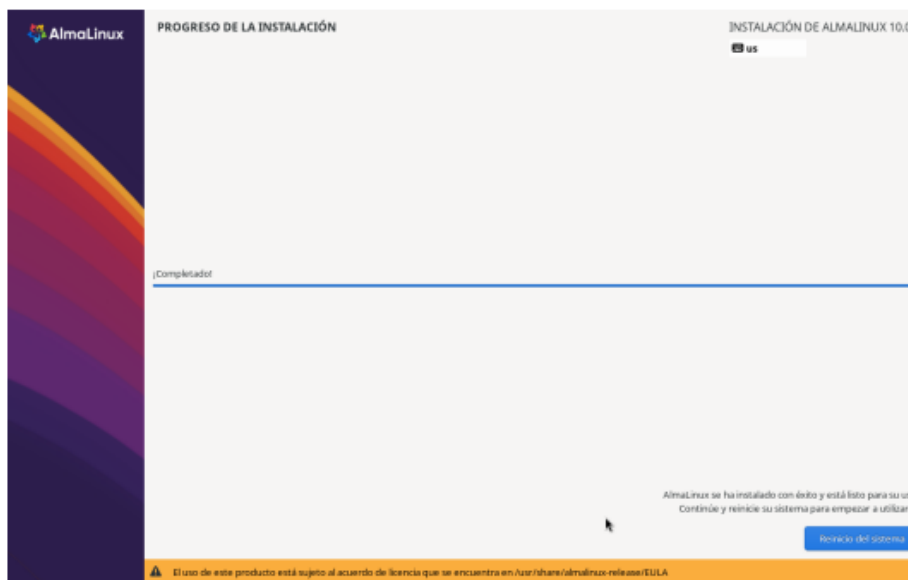 AlmaLinux
PROGRESO DE LA INSTALACIÓN
INSTALACIÓN DE ALMALINUX 10.0
us
¡Completado!
AlmaLinux se ha instalado con éxito y está listo para su
Continúe y reinicie su sistema para empezar a
Reinicio del sistema
El uso de este producto está sujeto al acuerdo de licencia que se encuentra en /usr/share/almalinux-release/EULA